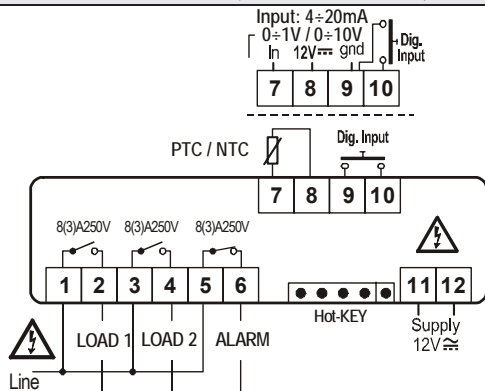 Input: 4÷20mA
0÷1V / 0÷10V
In 12V⎓ gnd
Dig.
Input
7 8 9 10
PTC / NTC
Dig. Input
7 8 9 10
8(3)A250V 8(3)A250V 8(3)A250V
1 2 3 4 5 6
11 12
Hot-KEY
LOAD 1 LOAD 2 ALARM
Supply
12V≂
Line